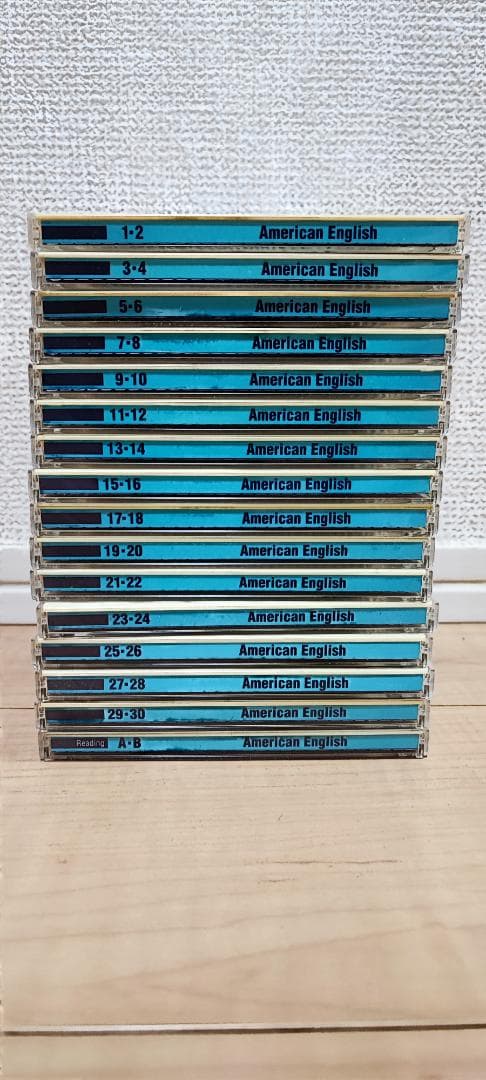 1·2 American English
3·4 American English
5·6 American English
7·8 American English
9·10 American English
11·12 American English
13·14 American English
15·16 American English
17·18 American English
19·20 American English
21·22 American English
23·24 American English
25·26 American English
27·28 American English
29·30 American English
Reading A·B American English